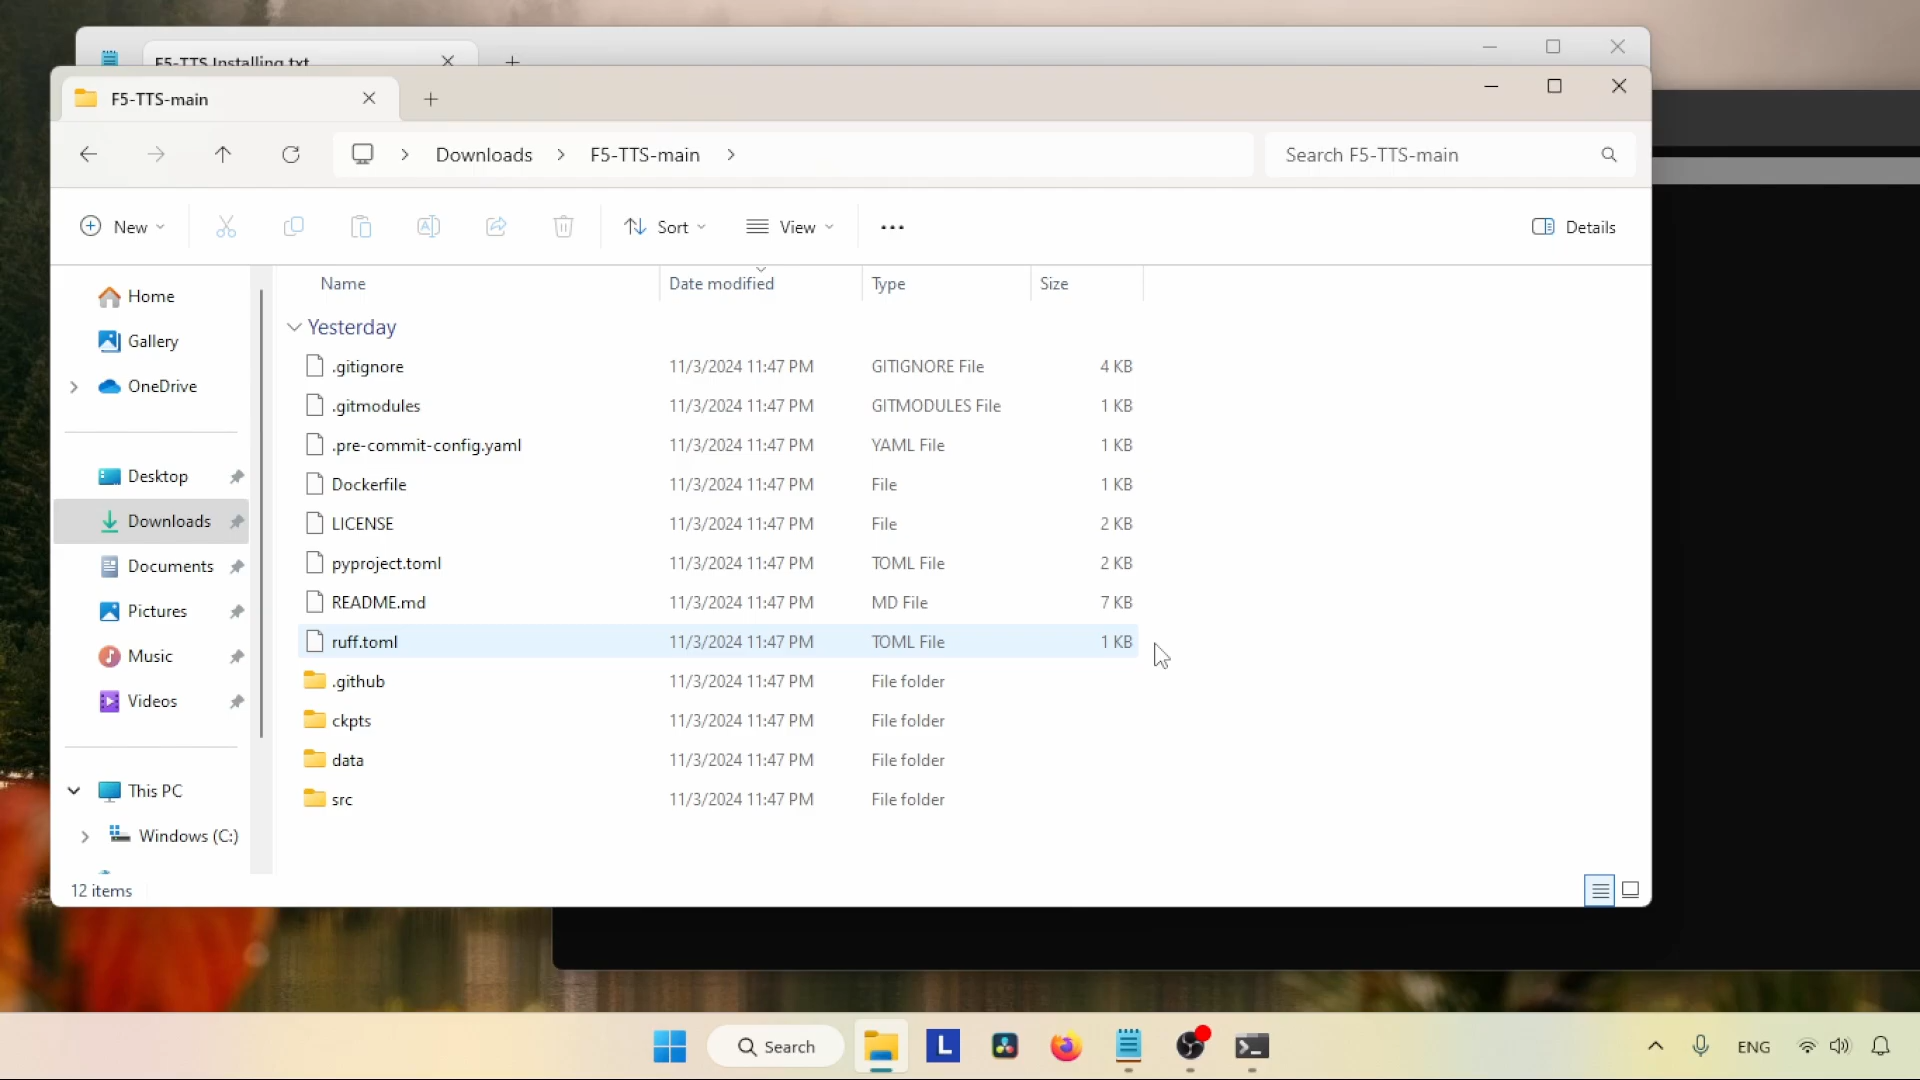 F5-TTS Installing.txt
F5-TTS-main
Downloads F5-TTS-main
Search F5-TTS-main
New Sort View Details
Name Date modified Type Size
Yesterday
.gitignore 11/3/2024 11:47 PM GITIGNORE File 4 KB
.gitmodules 11/3/2024 11:47 PM GITMODULES File 1 KB
.pre-commit-config.yaml 11/3/2024 11:47 PM YAML File 1 KB
Dockerfile 11/3/2024 11:47 PM File 1 KB
LICENSE 11/3/2024 11:47 PM File 2 KB
pyproject.toml 11/3/2024 11:47 PM TOML File 2 KB
README.md 11/3/2024 11:47 PM MD File 7 KB
ruff.toml 11/3/2024 11:47 PM TOML File 1 KB
.github 11/3/2024 11:47 PM File folder
ckpts 11/3/2024 11:47 PM File folder
data 11/3/2024 11:47 PM File folder
src 11/3/2024 11:47 PM File folder
Home
Gallery
OneDrive
Desktop
Downloads
Documents
Pictures
Music
Videos
This PC
Windows (C:)
12 items
Search
L
ENG